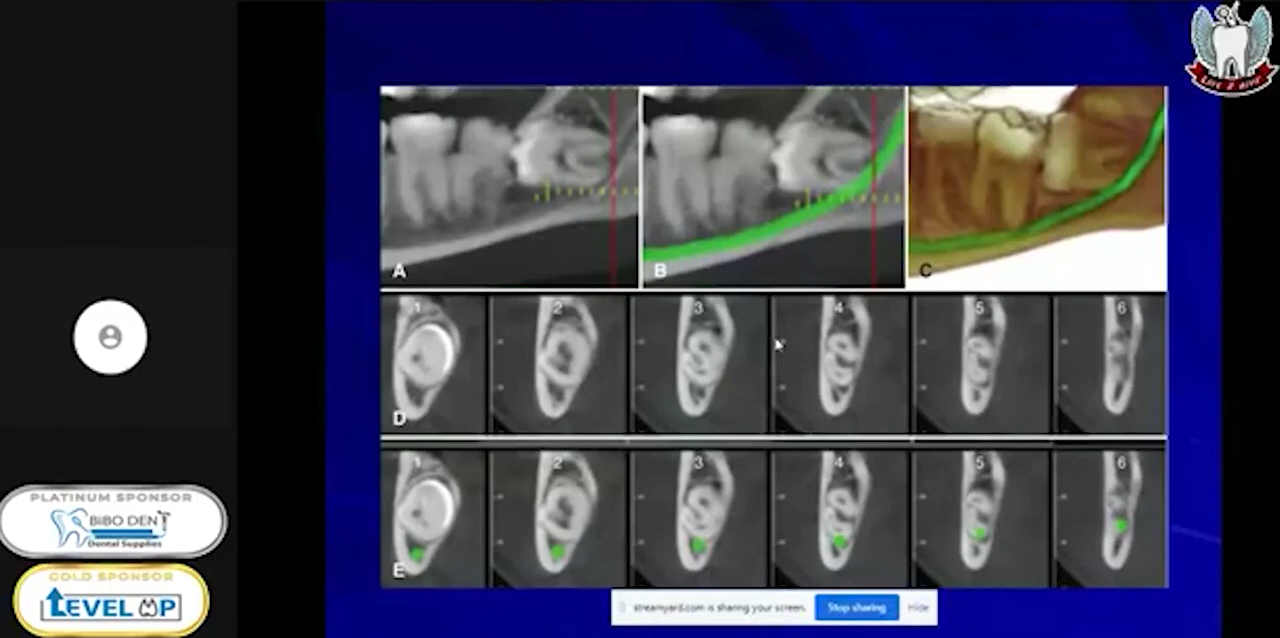 A
B
C
1
2
3
4
5
6
D
1
2
3
4
5
6
E
PLATINUM SPONSOR
BiBO DENT
Dental Supplies
GOLD SPONSOR
LEVEL UP
streamyard.com is sharing your screen.
Stop sharing
Hide